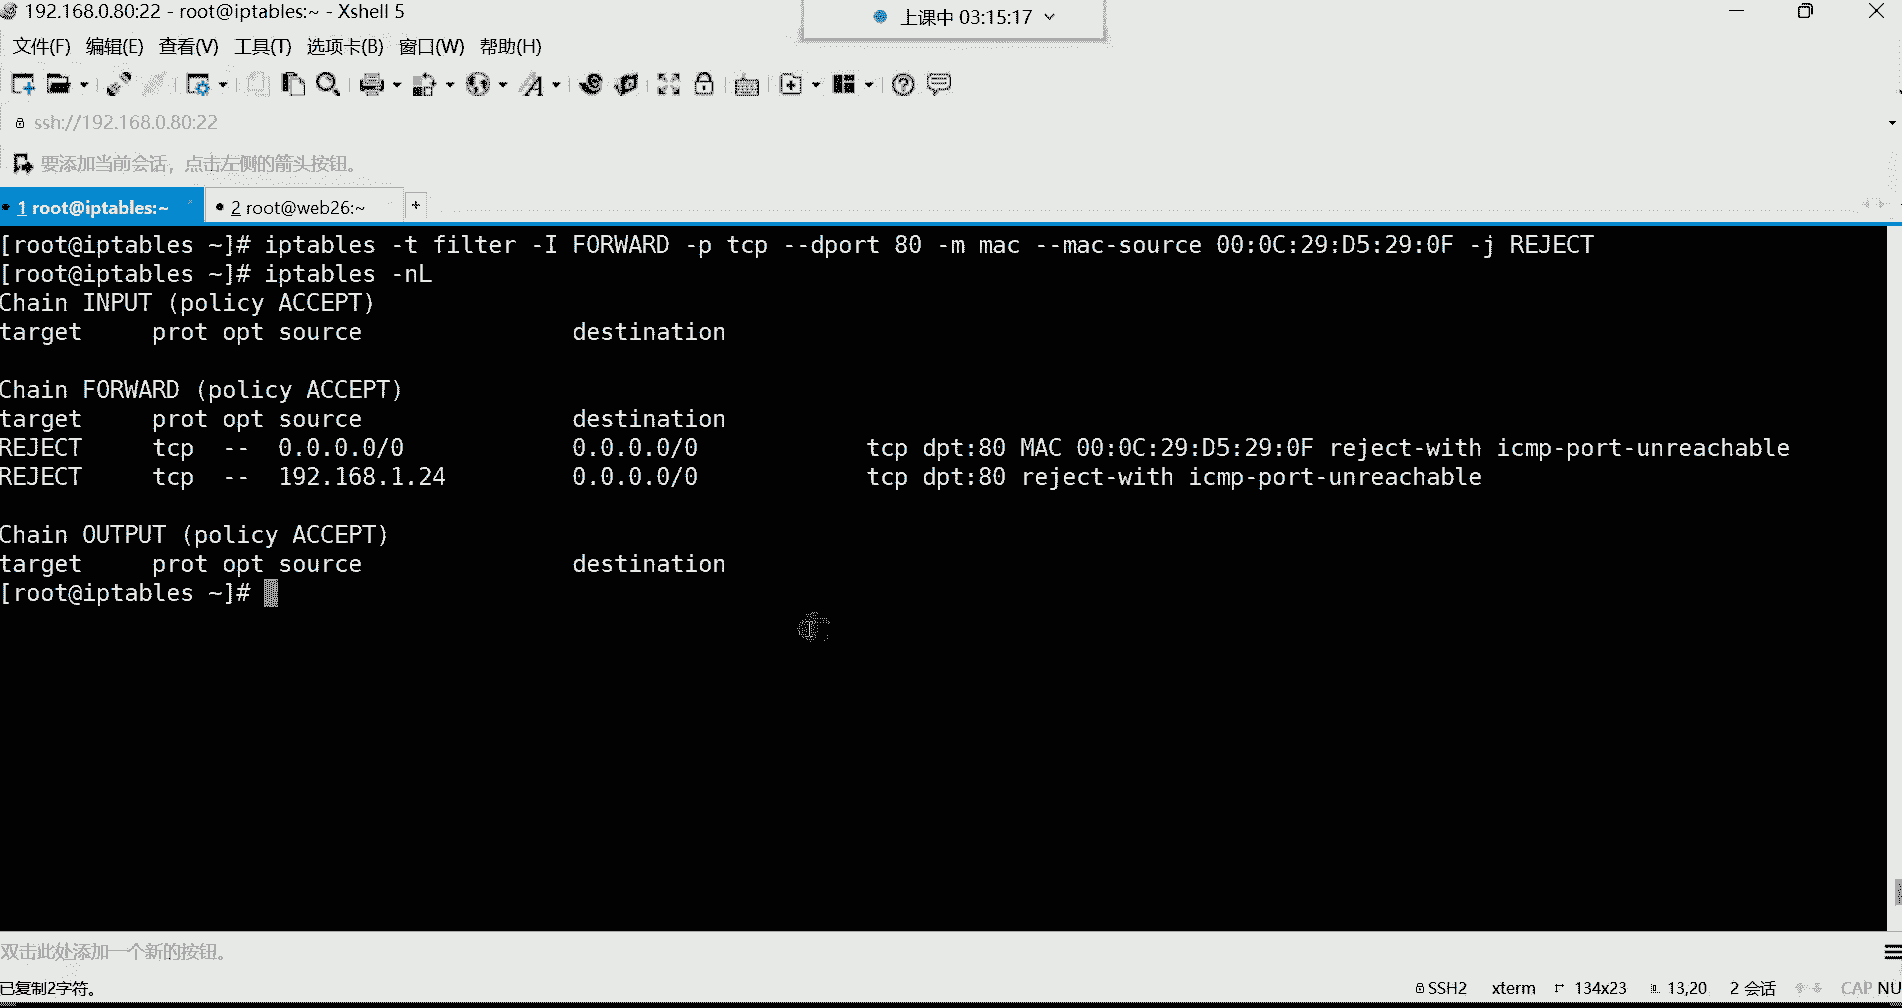 192.168.0.80:22 - root@iptables:~ - Xshell 5
上课中 03:15:17
文件(F) 编辑(E) 查看(V) 工具(T) 选项卡(B) 窗口(W) 帮助(H)
ssh://192.168.0.80:22
要添加当前会话，点击左侧的箭头按钮。
1 root@iptables:~ 2 root@web26:~ +
[root@iptables ~]# iptables -t filter -I FORWARD -p tcp --dport 80 -m mac --mac-source 00:0C:29:D5:29:0F -j REJECT
[root@iptables ~]# iptables -nL
Chain INPUT (policy ACCEPT)
target     prot opt source               destination
Chain FORWARD (policy ACCEPT)
target     prot opt source               destination
REJECT     tcp  --  0.0.0.0/0            0.0.0.0/0            tcp dpt:80 MAC 00:0C:29:D5:29:0F reject-with icmp-port-unreachable
REJECT     tcp  --  192.168.1.24         0.0.0.0/0            tcp dpt:80 reject-with icmp-port-unreachable
Chain OUTPUT (policy ACCEPT)
target     prot opt source               destination
[root@iptables ~]#
双击此处添加一个新的按钮。
已复制2字符。 SSH2 xterm 134x23 13,20 2 会话 CAP NU